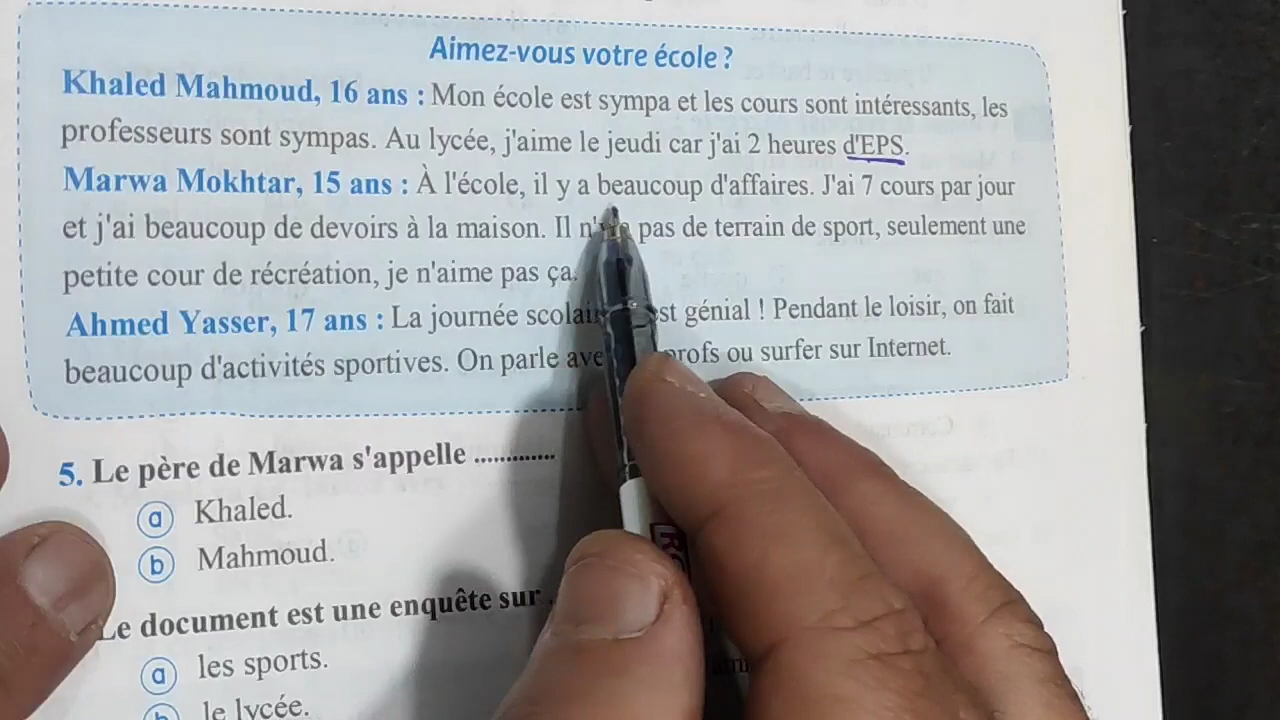 Aimez-vous votre école ?
Khaled Mahmoud, 16 ans : Mon école est sympa et les cours sont intéressants, les
professeurs sont sympas. Au lycée, j'aime le jeudi car j'ai 2 heures d'EPS.
Marwa Mokhtar, 15 ans : À l'école, il y a beaucoup d'affaires. J'ai 7 cours par jour
et j'ai beaucoup de devoirs à la maison. Il pas de terrain de sport, seulement une
petite cour de récréation, je n'aime pas ça.
Ahmed Yasser, 17 ans : La journée génial ! Pendant le loisir, on fait
beaucoup d'activités sportives. On parle ou surfer sur Internet.
5. Le père de Marwa s'appelle .............
a Khaled.
b Mahmoud.
document est une enquête sur
a les sports.
b le lycée.